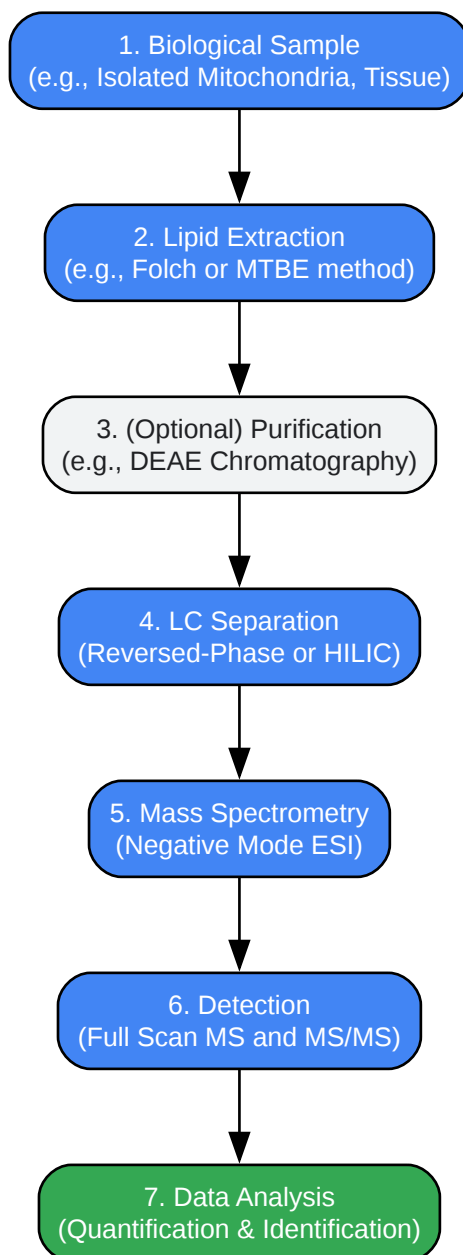 1. Biological Sample
(e.g., Isolated Mitochondria, Tissue)
2. Lipid Extraction
(e.g., Folch or MTBE method)
3. (Optional) Purification
(e.g., DEAE Chromatography)
4. LC Separation
(Reversed-Phase or HILIC)
5. Mass Spectrometry
(Negative Mode ESI)
6. Detection
(Full Scan MS and MS/MS)
7. Data Analysis
(Quantification & Identification)